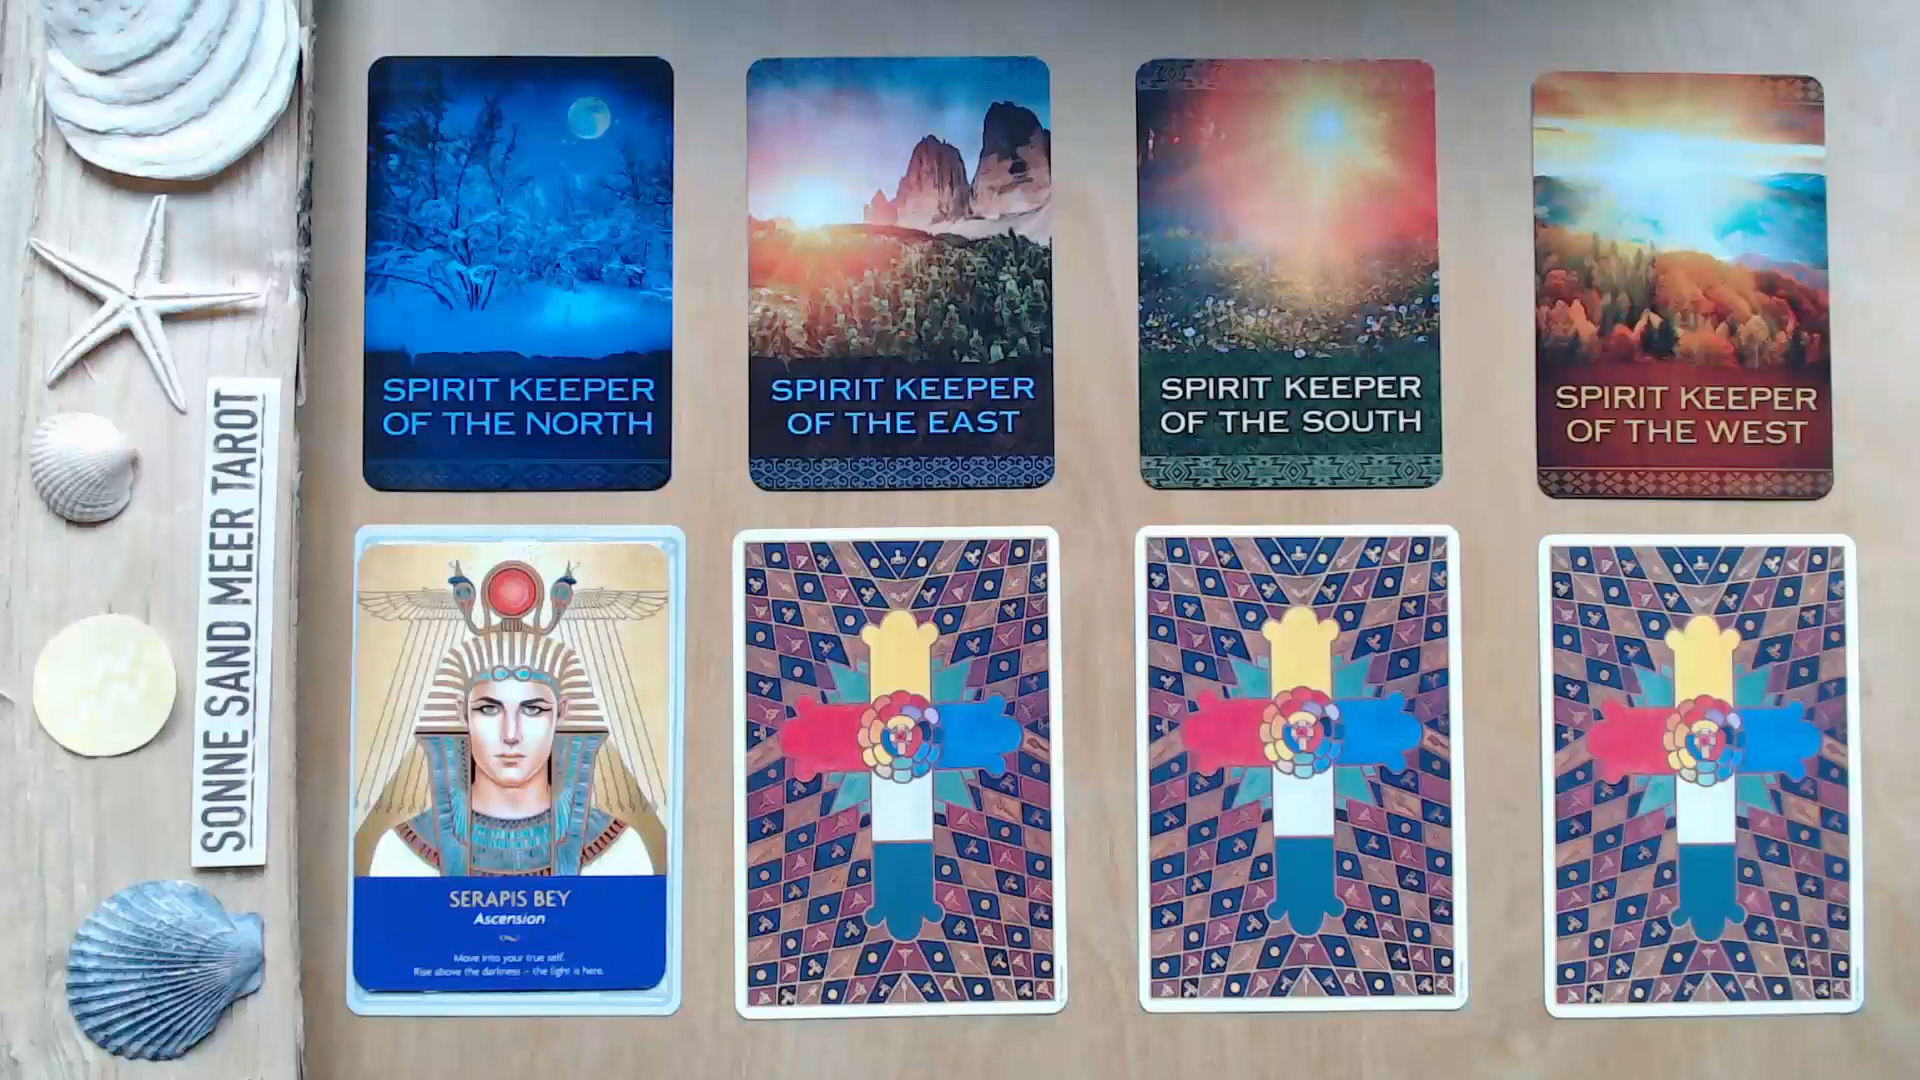 SONNE SAND MEER TAROT
SPIRIT KEEPER
OF THE NORTH
SPIRIT KEEPER
OF THE EAST
SPIRIT KEEPER
OF THE SOUTH
SPIRIT KEEPER
OF THE WEST
SERAPIS BEY
Ascension
Move into your true self.
Rise above the darkness – the light is here.